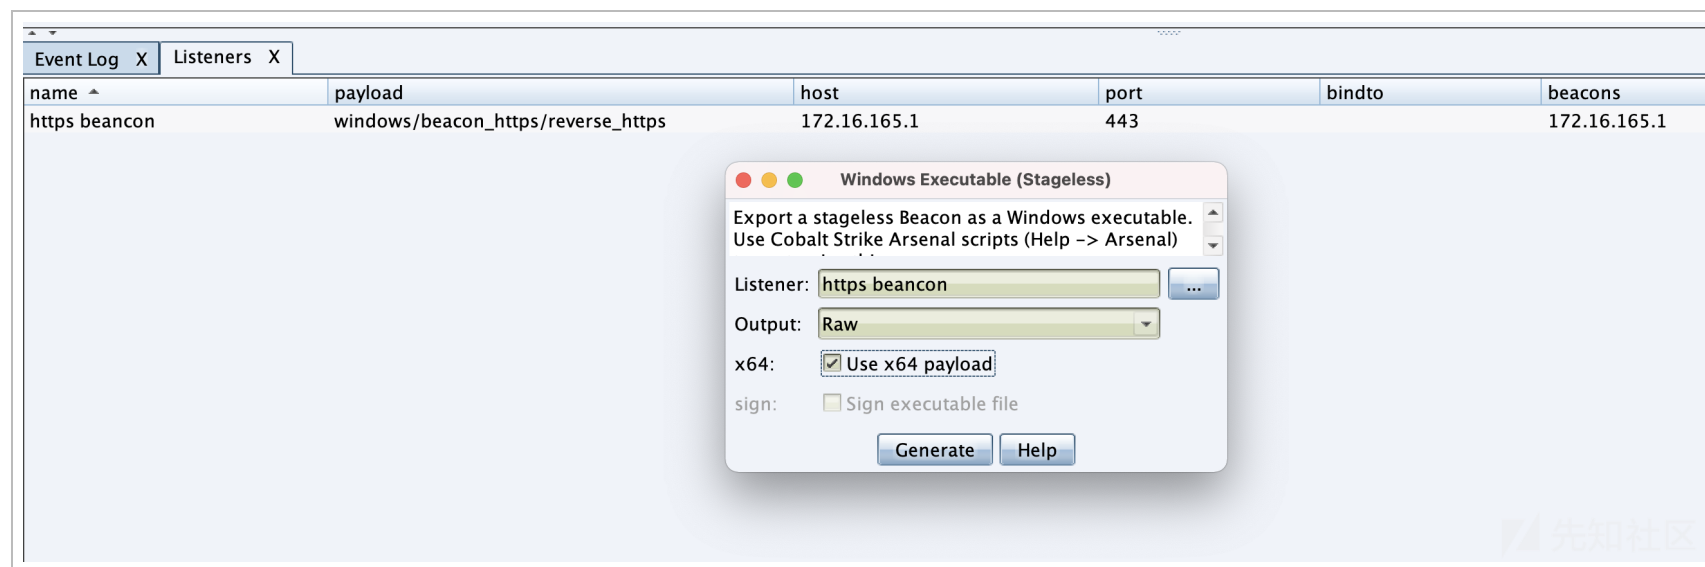 Event Log X Listeners X
name payload host port bindto beacons
https beancon windows/beacon_https/reverse_https 172.16.165.1 443 172.16.165.1
Windows Executable (Stageless)
Export a stageless Beacon as a Windows executable.
Use Cobalt Strike Arsenal scripts (Help -> Arsenal)
Listener: https beancon ...
Output: Raw
x64: Use x64 payload
sign: Sign executable file
Generate Help
先知社区